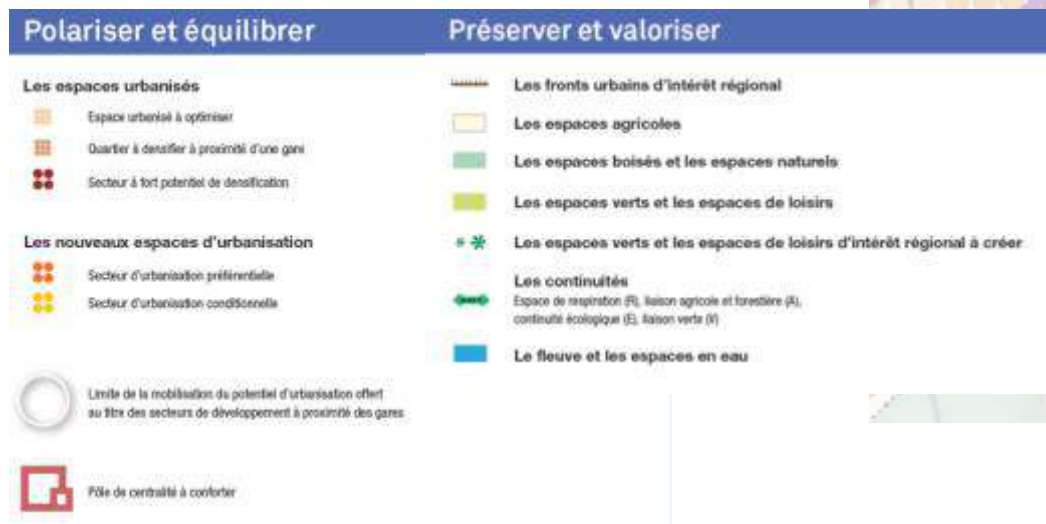 Polariser et équilibrer
Les espaces urbanisés
Espace urbanisé à optimiser
Quartier à densifier à proximité d'une gare
Secteur à fort potentiel de densification
Les nouveaux espaces d'urbanisation
Secteur d'urbanisation préférentielle
Secteur d'urbanisation conditionnelle
Limite de la mobilisation du potentiel d'urbanisation offert
au titre des secteurs de développement à proximité des gares
Pôle de centralité à conforter
Préserver et valoriser
Les fronts urbains d'intérêt régional
Les espaces agricoles
Les espaces boisés et les espaces naturels
Les espaces verts et les espaces de loisirs
Les espaces verts et les espaces de loisirs d'intérêt régional à créer
Les continuités
Espace de respiration (R), liaison agricole et forestière (A),
continuité écologique (E), liaison verte (V)
Le fleuve et les espaces en eau